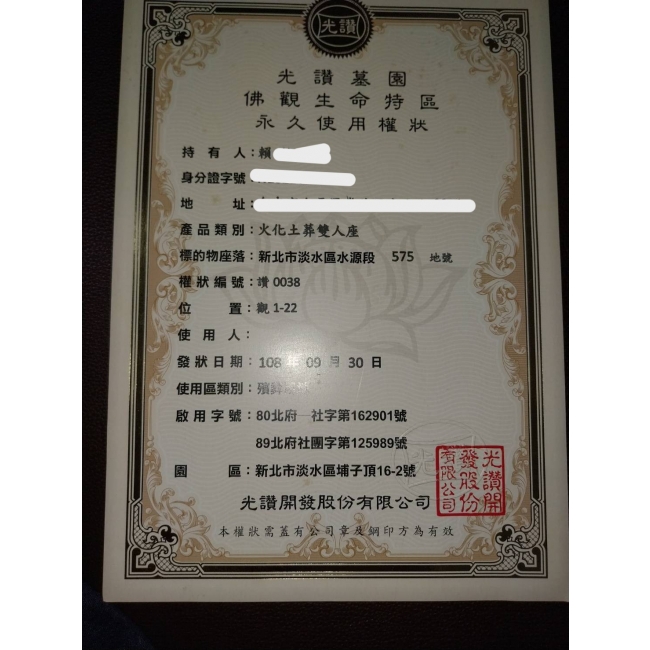 光讚
光讚墓園
佛觀生命特區
永久使用權狀
持有人：賴
身分證字號：
地址：
產品類別：火化土葬雙人座
標的物座落：新北市淡水區水源段 575 地號
權狀編號：讚 0038
位置：觀 1-22
使用人：
發狀日期：108 年 09 月 30 日
使用區類別：殯葬
啟用字號：80北府 社字第162901號
89北府社團字第125989號
園區：新北市淡水區埔子頂16-2號
光讚開發股份有限公司
光讚開發股份有限公司
本權狀需蓋有公司章及鋼印方為有效